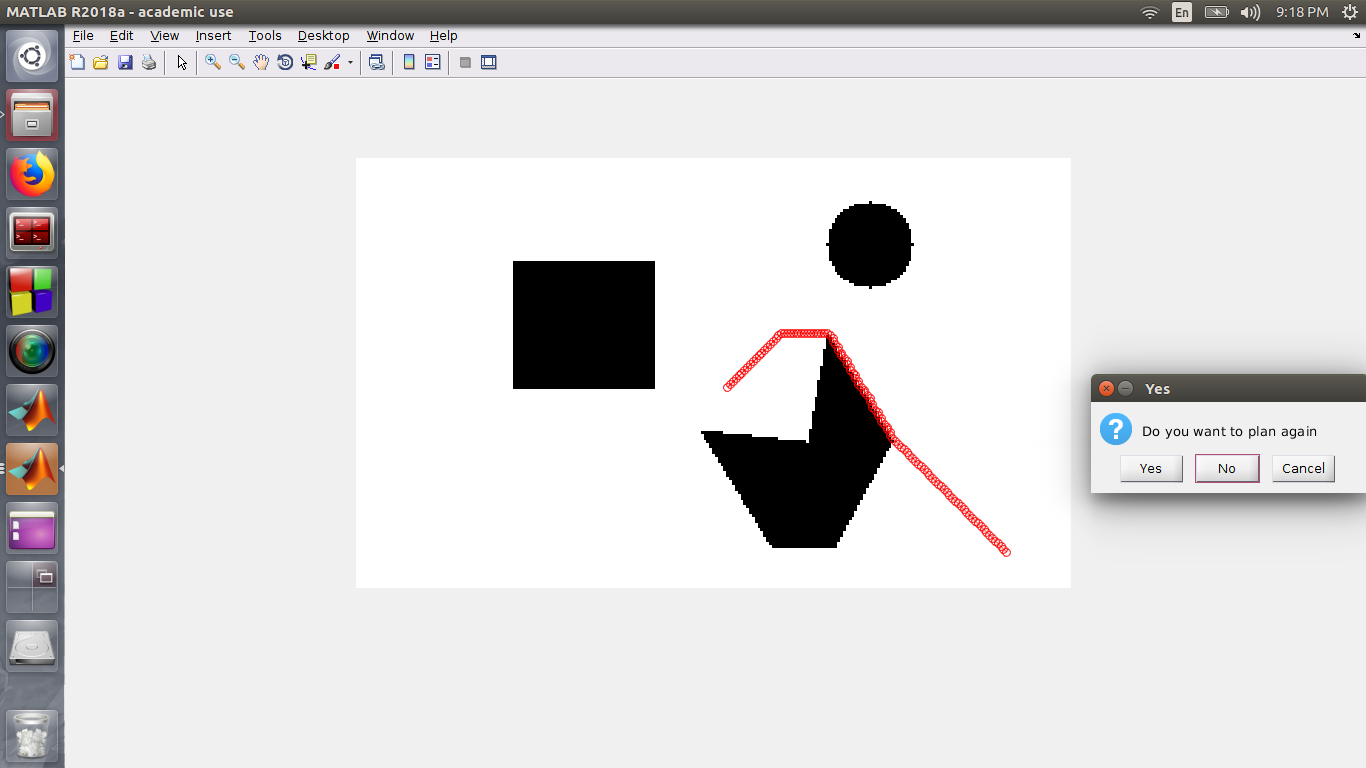 MATLAB R2018a - academic use
En
9:18 PM
File Edit View Insert Tools Desktop Window Help
Yes
Do you want to plan again
Yes No Cancel